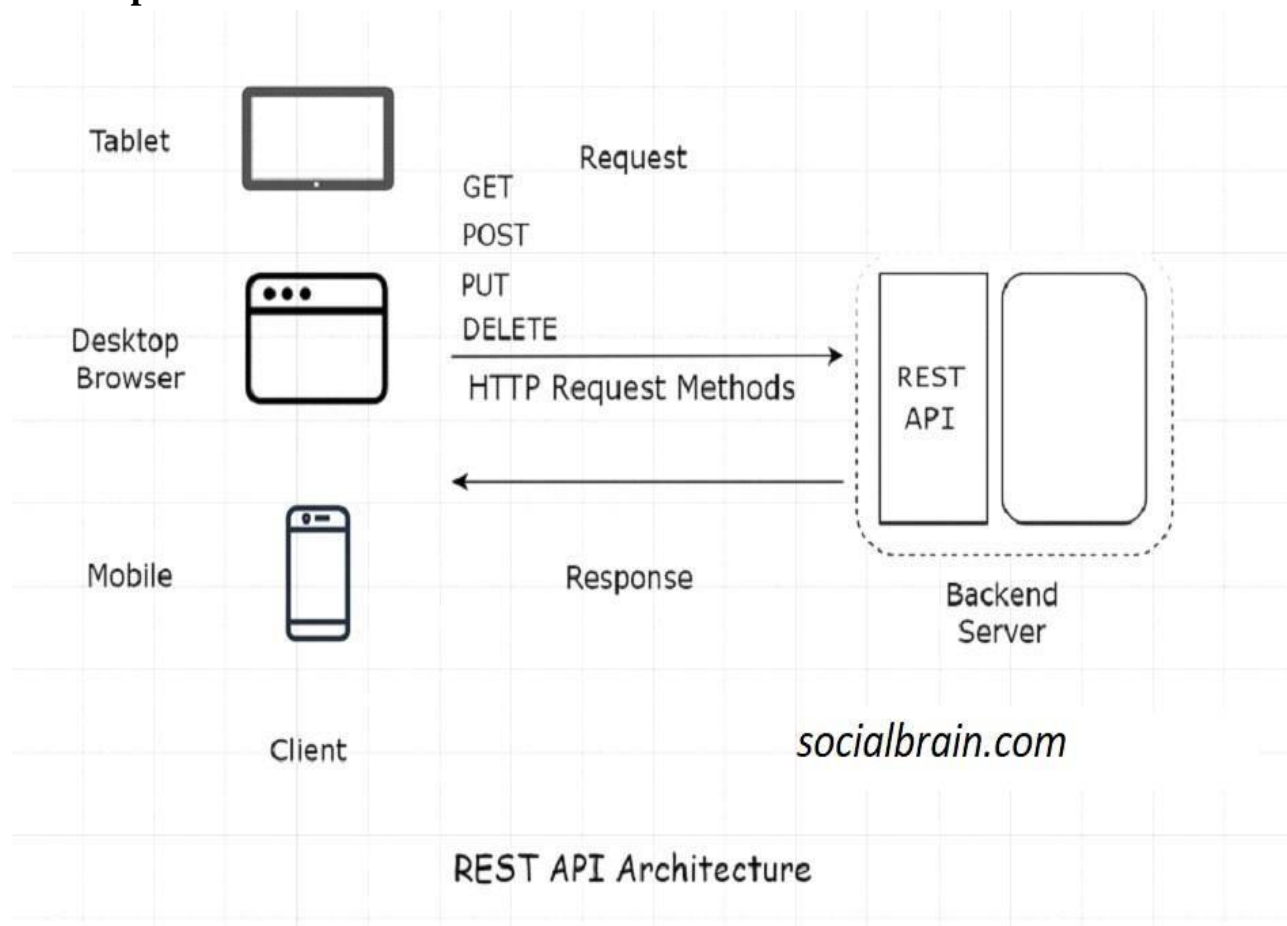 Tablet
Request
GET
POST
PUT
DELETE
Desktop
Browser
HTTP Request Methods
REST
API
Mobile
Response
Backend
Server
Client
socialbrain.com
REST API Architecture